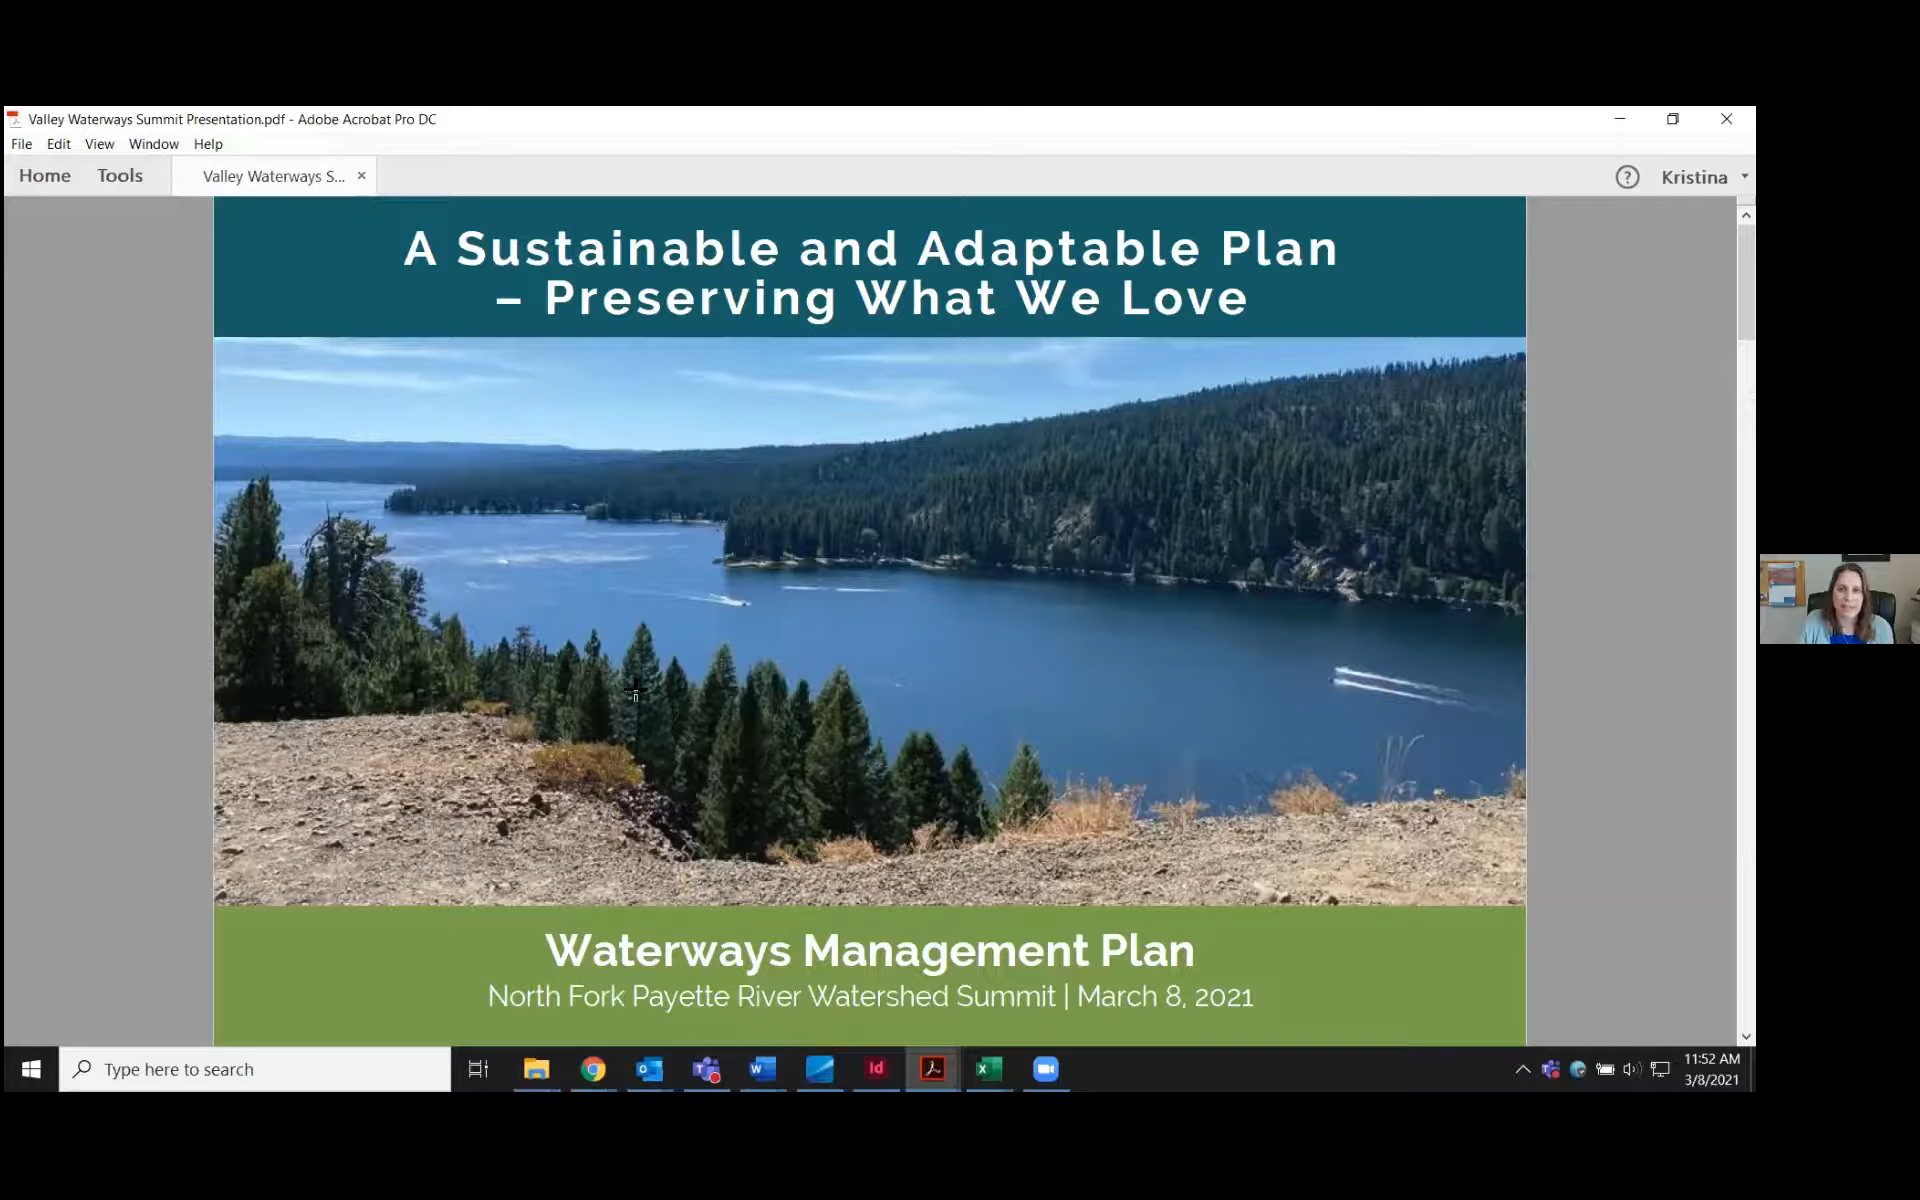 Valley Waterways Summit Presentation.pdf - Adobe Acrobat Pro DC
File Edit View Window Help
Home Tools Valley Waterways S... × ? Kristina
A Sustainable and Adaptable Plan
– Preserving What We Love
Waterways Management Plan
North Fork Payette River Watershed Summit | March 8, 2021
Type here to search
11:52 AM
3/8/2021